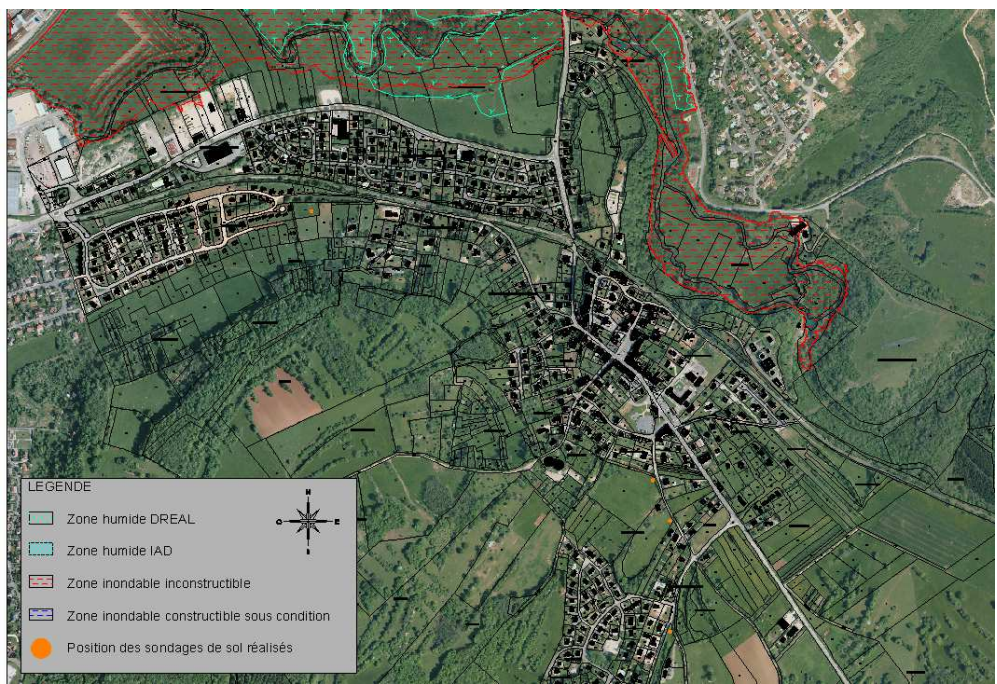 LEGENDE
N
O E
S
Zone humide DREAL
Zone humide IAD
Zone inondable inconstructible
Zone inondable constructible sous condition
Position des sondages de sol réalisés